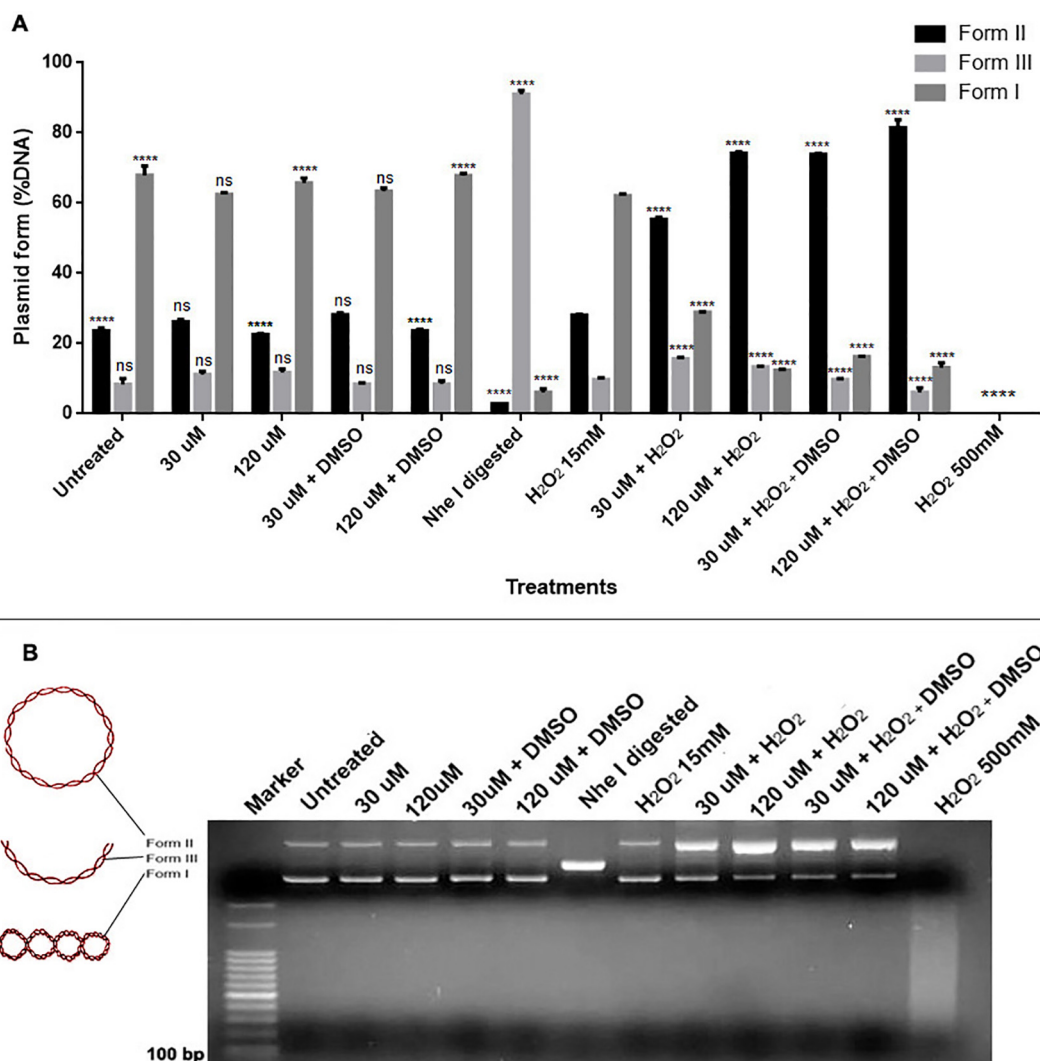 A
Form II
Form III
Form I
Plasmid form (%DNA)
100
80
60
40
20
0
**** ns ****
ns ns ns
**** ns ****
ns ns ns
**** ns ****
**** **** ****
**** **** ****
**** **** ****
**** **** ****
**** **** ****
****
Untreated
30 uM
120 uM
30 uM + DMSO
120 uM + DMSO
Nhe I digested
H₂O₂ 15mM
30 uM + H₂O₂
120 uM + H₂O₂
30 uM + H₂O₂ + DMSO
120 uM + H₂O₂ + DMSO
H₂O₂ 500mM
Treatments
B
Marker
Untreated
30 uM
120uM
30uM + DMSO
120 uM + DMSO
Nhe I digested
H₂O₂ 15mM
30 uM + H₂O₂
120 uM + H₂O₂
30 uM + H₂O₂ + DMSO
120 uM + H₂O₂ + DMSO
H₂O₂ 500mM
Form II
Form III
Form I
100 bp